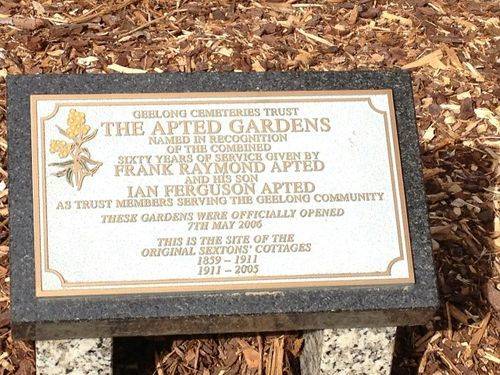 GEELONG CEMETERIES TRUST
THE APTED GARDENS
NAMED IN RECOGNITION
OF THE COMBINED
SIXTY YEARS OF SERVICE GIVEN BY
FRANK RAYMOND APTED
AND HIS SON
IAN FERGUSON APTED
AS TRUST MEMBERS SERVING THE GEELONG COMMUNITY
THESE GARDENS WERE OFFICIALLY OPENED
7TH MAY 2006
THIS IS THE SITE OF THE
ORIGINAL SEXTONS' COTTAGES
1859 – 1911
1911 – 2005